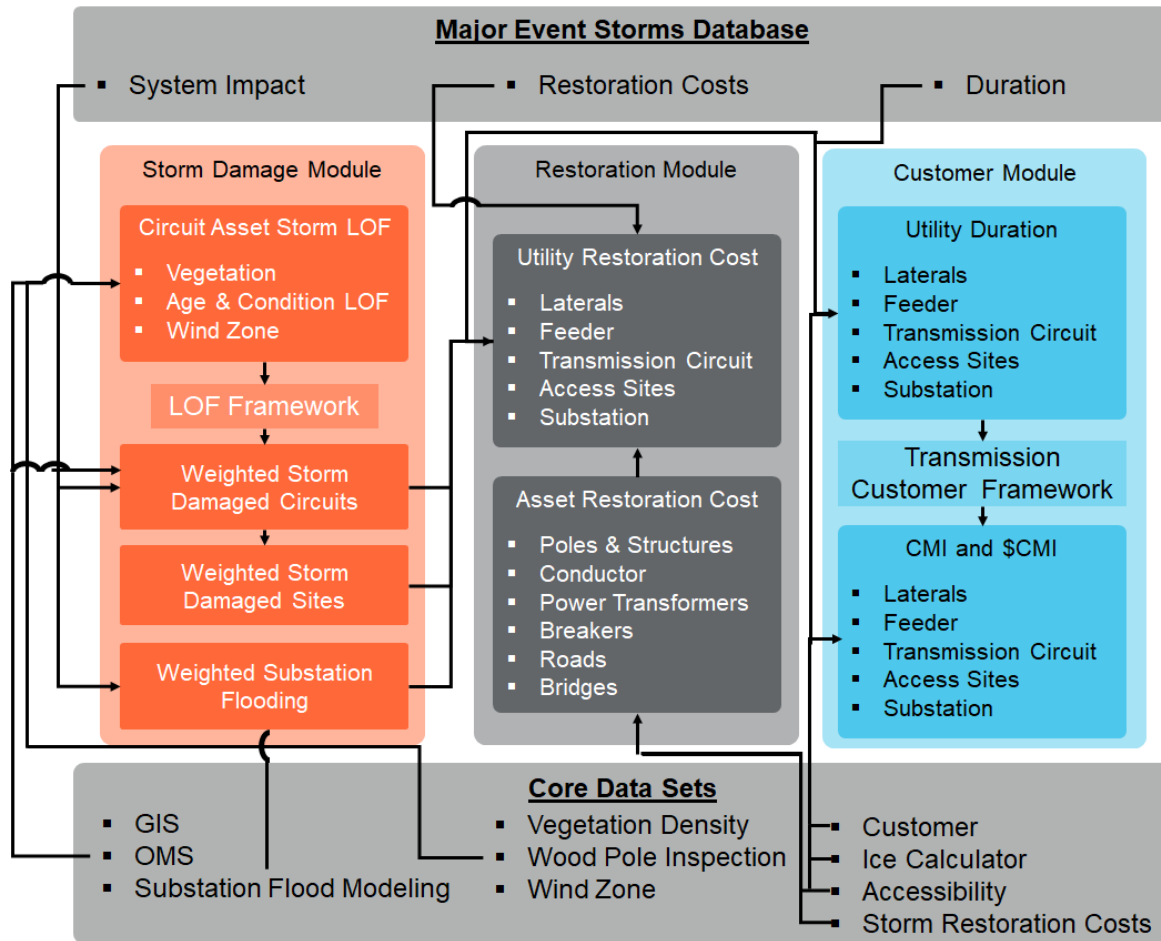 Major Event Storms Database
▪ System Impact
▪ Restoration Costs
▪ Duration
Storm Damage Module
Circuit Asset Storm LOF
▪ Vegetation
▪ Age & Condition LOF
▪ Wind Zone
LOF Framework
Weighted Storm
Damaged Circuits
Weighted Storm
Damaged Sites
Weighted Substation
Flooding
Restoration Module
Utility Restoration Cost
▪ Laterals
▪ Feeder
▪ Transmission Circuit
▪ Access Sites
▪ Substation
Asset Restoration Cost
▪ Poles & Structures
▪ Conductor
▪ Power Transformers
▪ Breakers
▪ Roads
▪ Bridges
Customer Module
Utility Duration
▪ Laterals
▪ Feeder
▪ Transmission Circuit
▪ Access Sites
▪ Substation
Transmission
Customer Framework
CMI and $CMI
▪ Laterals
▪ Feeder
▪ Transmission Circuit
▪ Access Sites
▪ Substation
Core Data Sets
▪ GIS
▪ OMS
▪ Substation Flood Modeling
▪ Vegetation Density
▪ Wood Pole Inspection
▪ Wind Zone
▪ Customer
▪ Ice Calculator
▪ Accessibility
▪ Storm Restoration Costs